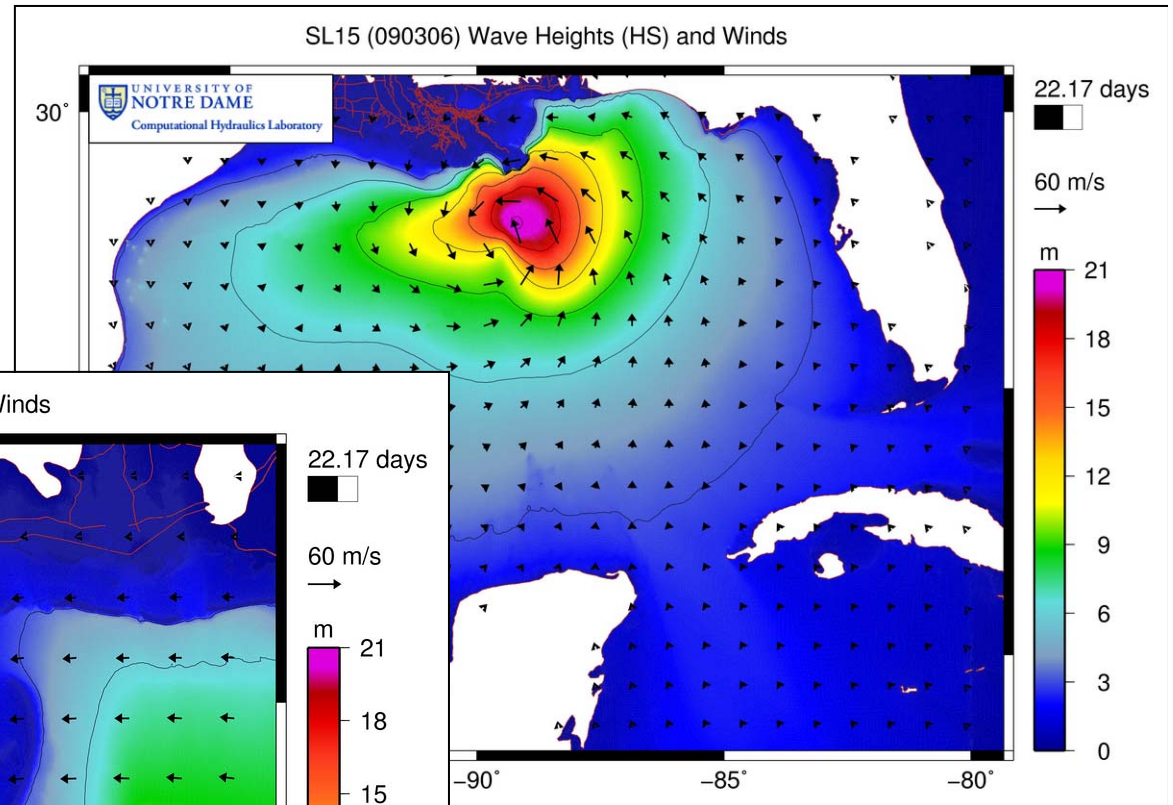 SL15 (090306) Wave Heights (HS) and Winds
UNIVERSITY OF
NOTRE DAME
Computational Hydraulics Laboratory
30°
22.17 days
60 m/s
m
21
18
15
12
9
6
3
0
−90°
−85°
−80°
Winds
22.17 days
60 m/s
m
21
18
15